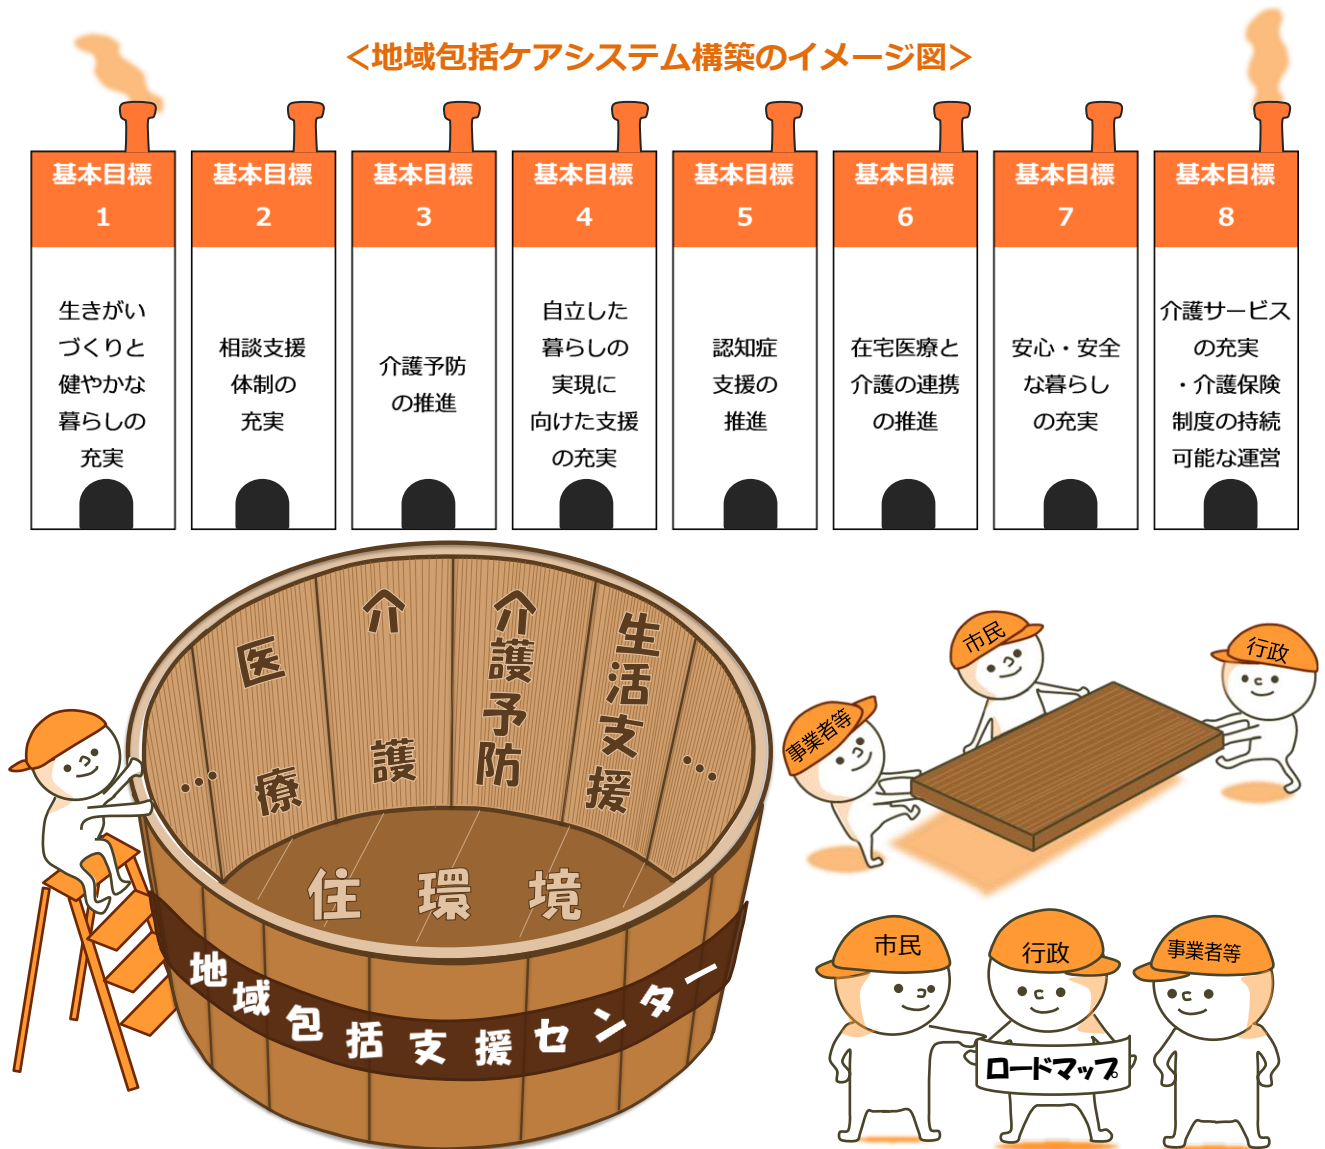 ＜地域包括ケアシステム構築のイメージ図＞
基本目標
1
生きがい
づくりと
健やかな
暮らしの
充実
基本目標
2
相談支援
体制の
充実
基本目標
3
介護予防
の推進
基本目標
4
自立した
暮らしの
実現に
向けた支援
の充実
基本目標
5
認知症
支援の
推進
基本目標
6
在宅医療と
介護の連携
の推進
基本目標
7
安心・安全
な暮らし
の充実
基本目標
8
介護サービス
の充実
・介護保険
制度の持続
可能な運営
…
医療
介護
介護予防
生活支援
…
住環境
地域包括支援センター
市民
行政
事業者等
市民
行政
事業者等
ロードマップ